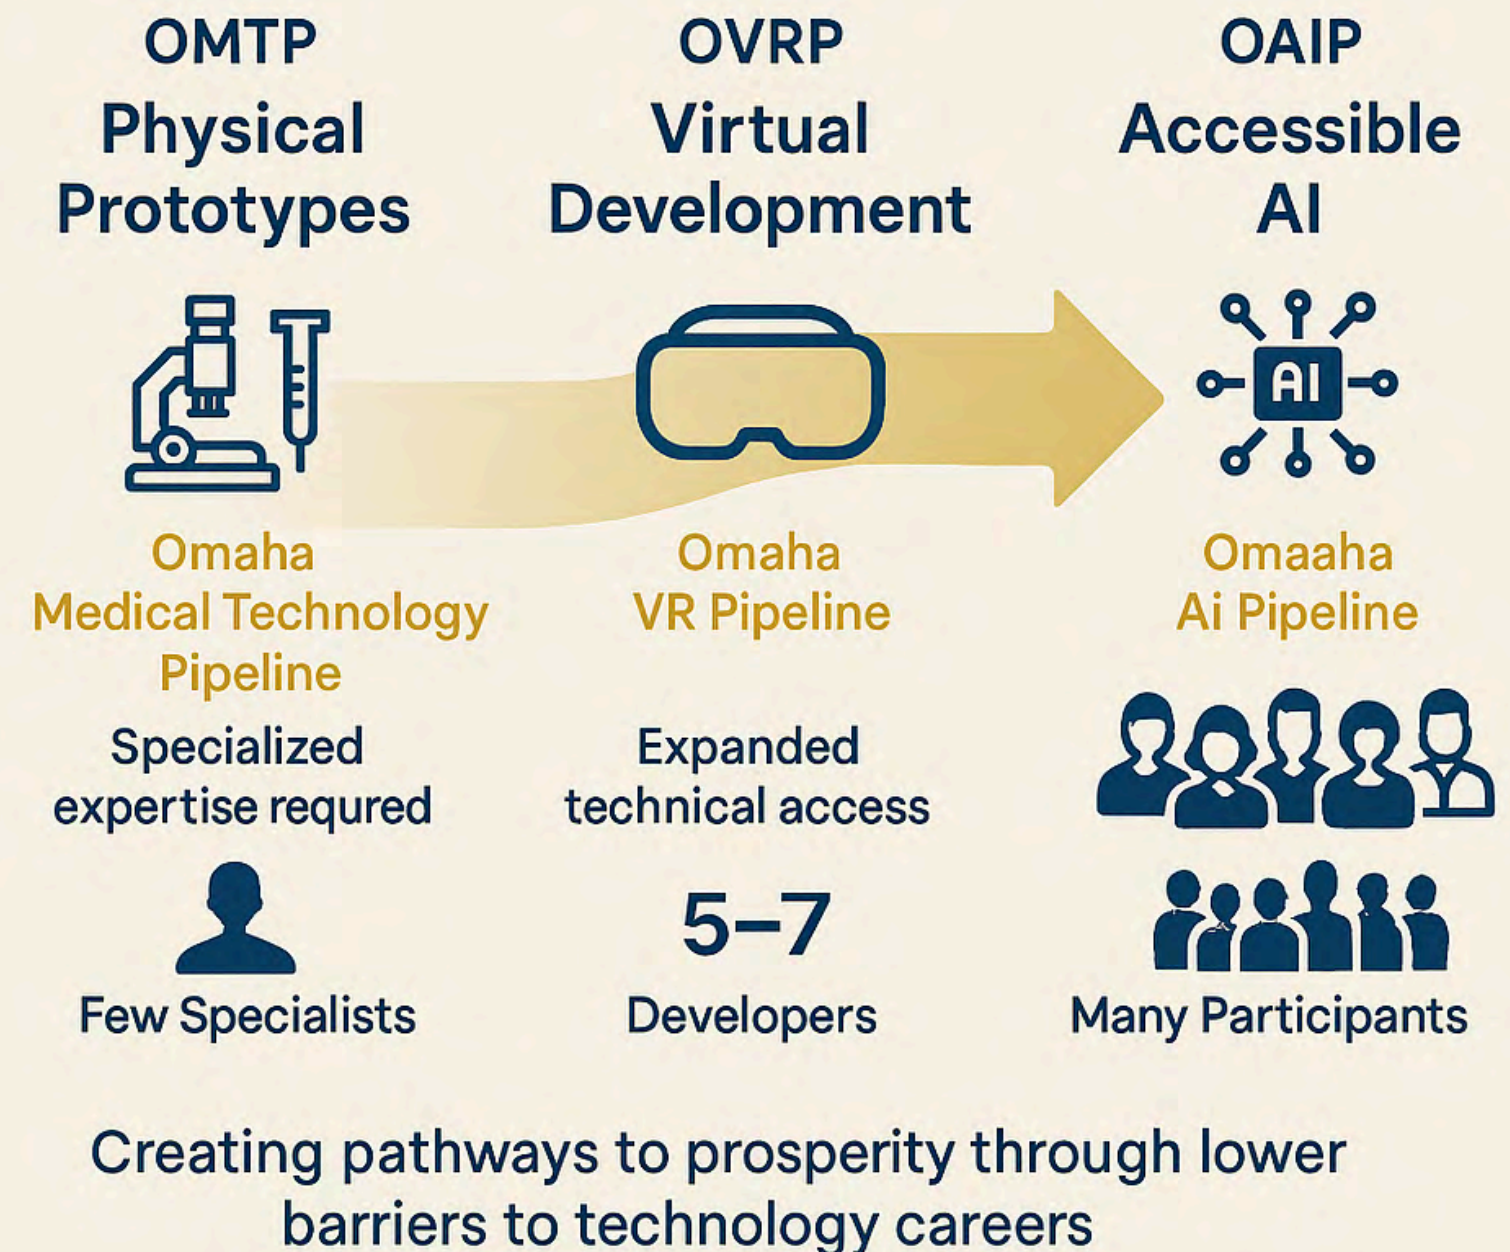 OMTP
Physical
Prototypes
Omaha
Medical Technology
Pipeline
Specialized
expertise requred
Few Specialists
OVRP
Virtual
Development
Omaha
VR Pipeline
Expanded
technical access
5–7
Developers
OAIP
Accessible
AI
AI
Omaaha
Ai Pipeline
Many Participants
Creating pathways to prosperity through lower
barriers to technology careers